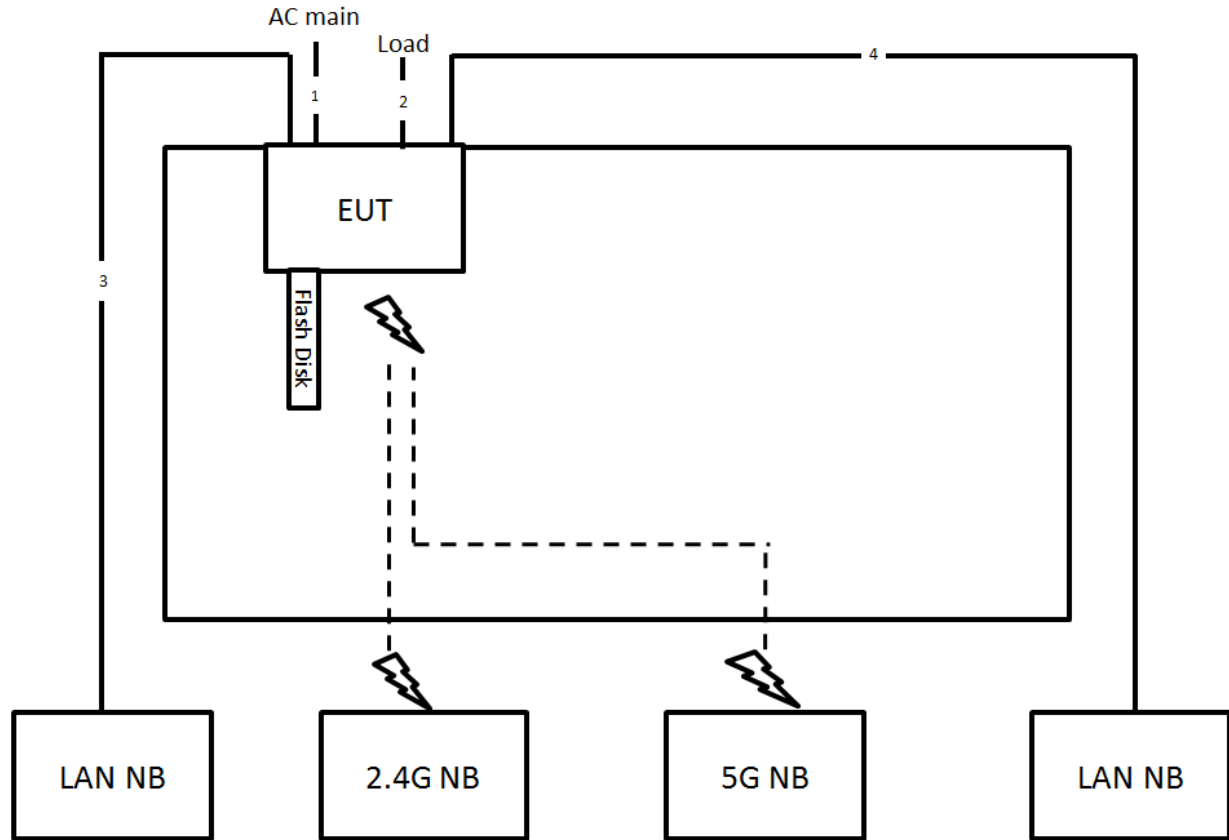 AC main
Load
4
1
2
EUT
3
Flash Disk
LAN NB
2.4G NB
5G NB
LAN NB